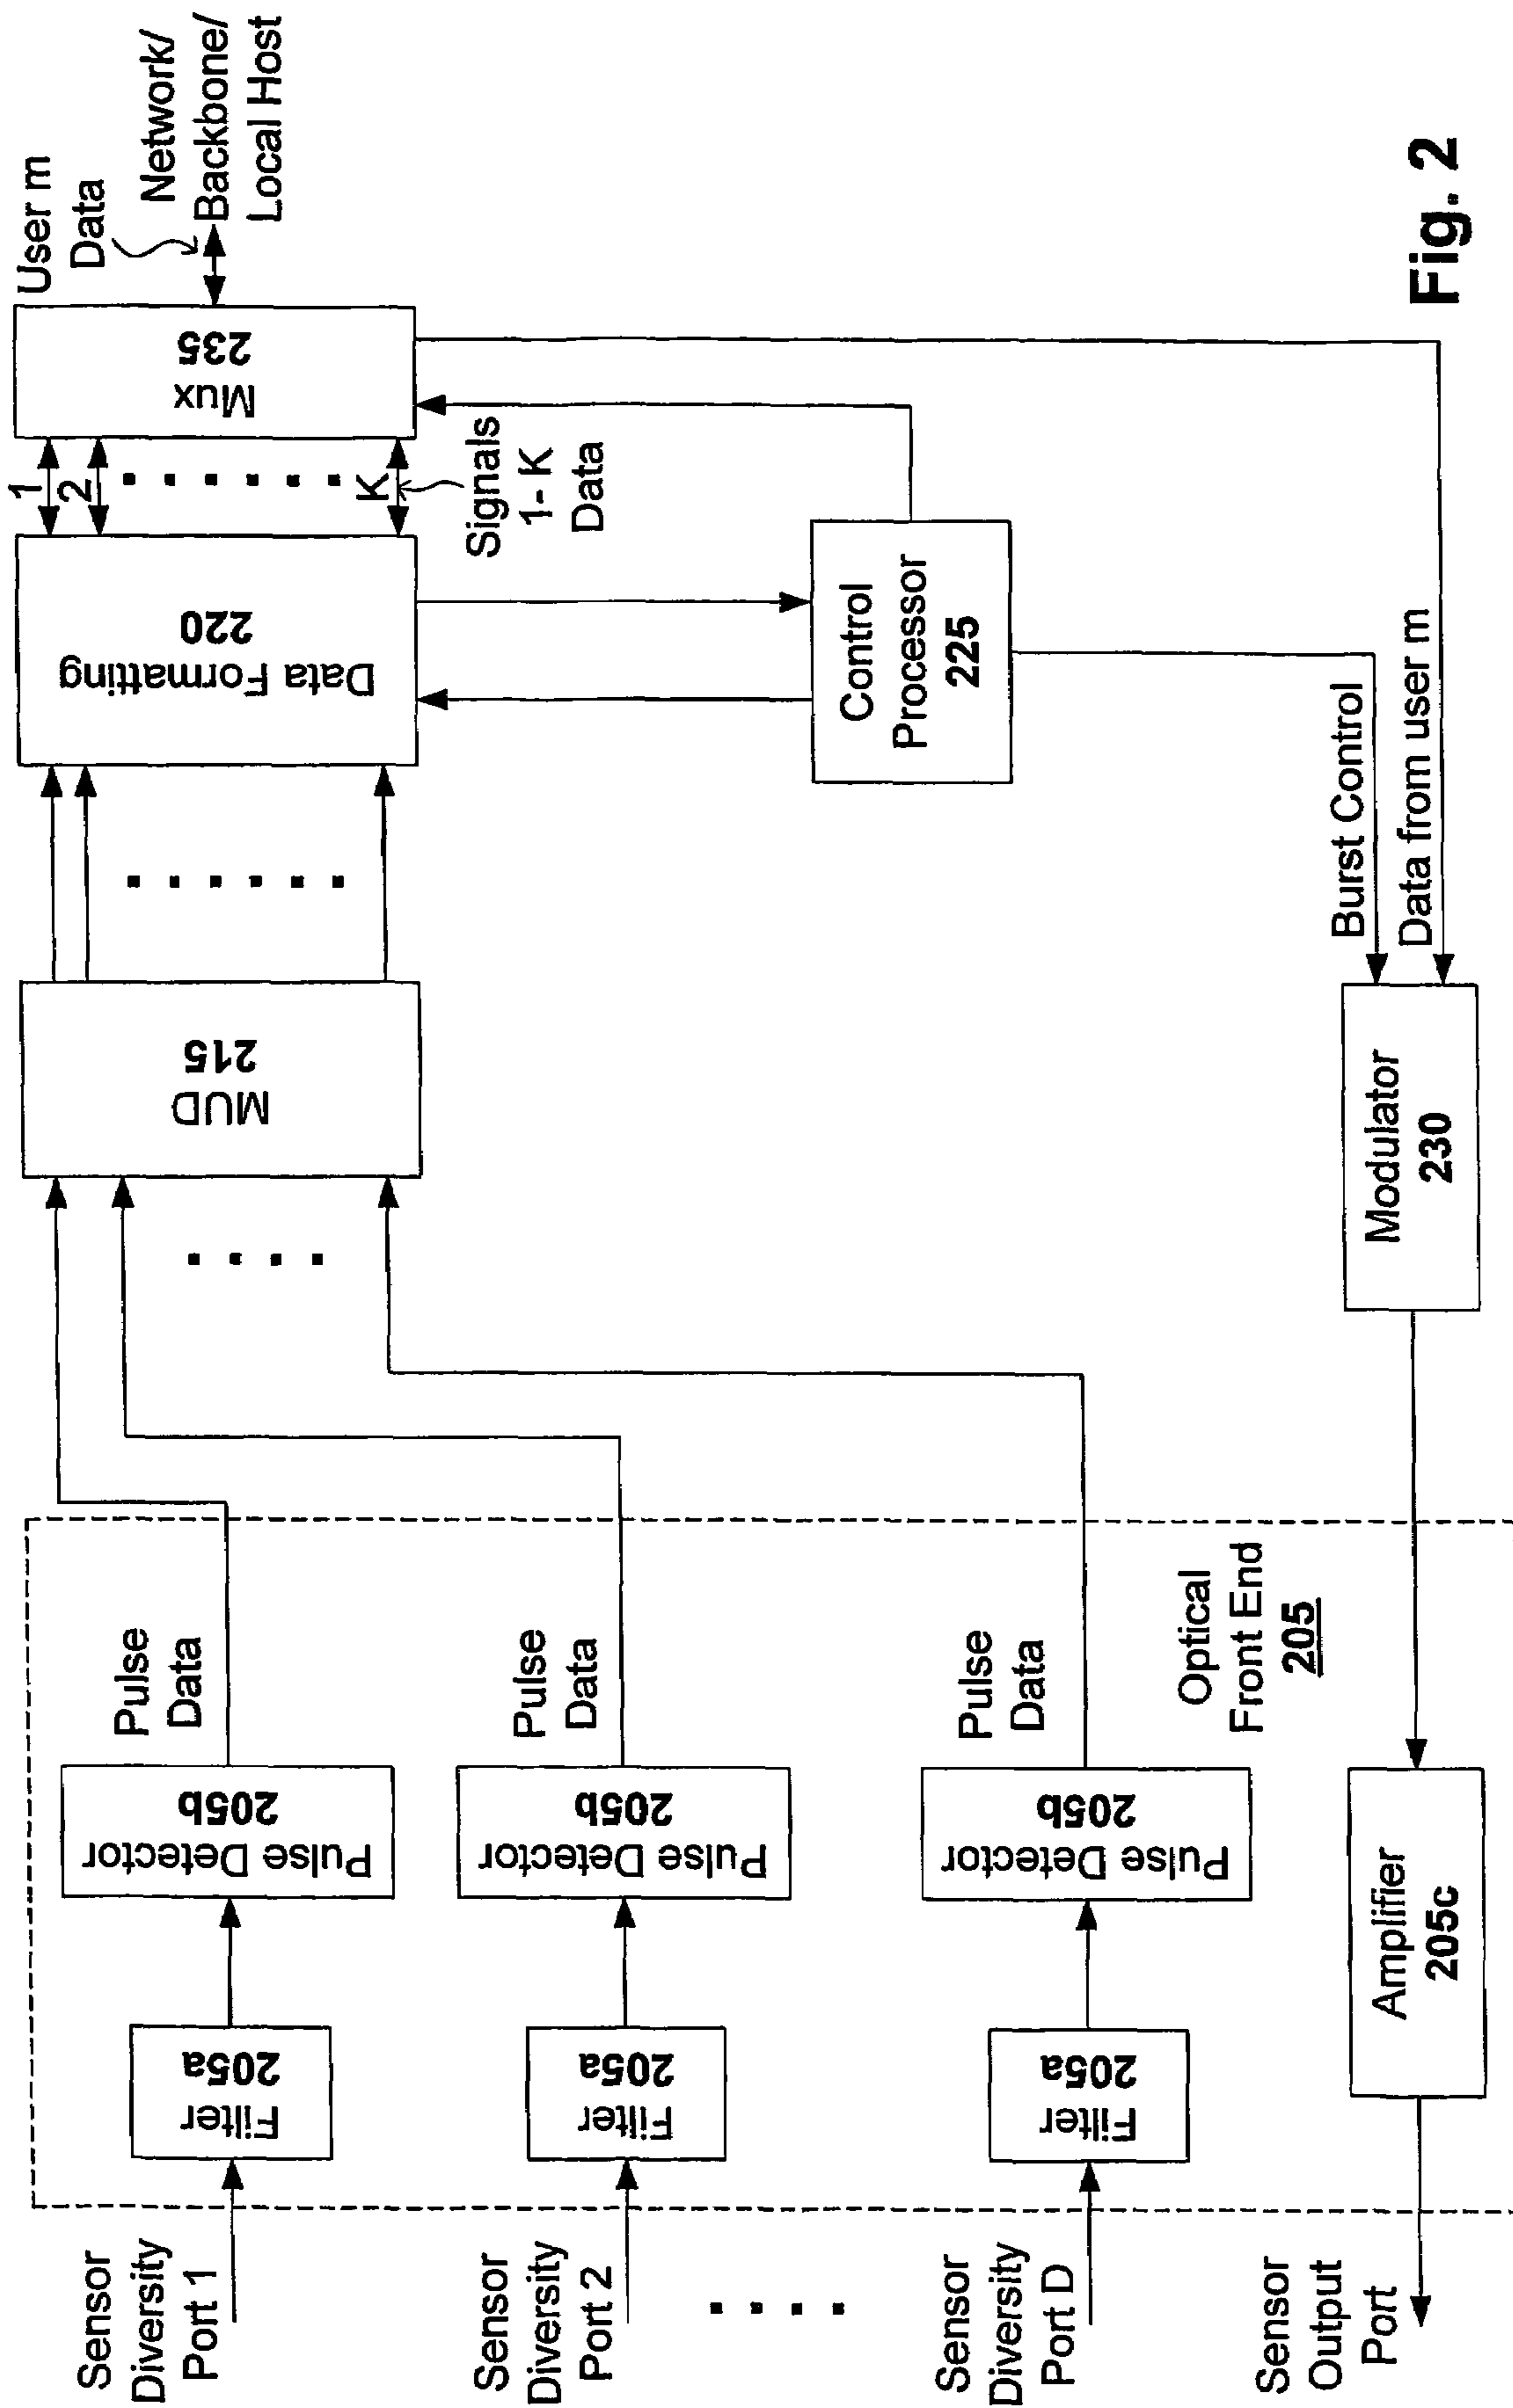 Sensor
Diversity
Port 1
Filter
205a
Pulse Detector
205b
Pulse
Data
Sensor
Diversity
Port 2
Filter
205a
Pulse Detector
205b
Pulse
Data
Sensor
Diversity
Port D
Filter
205a
Pulse Detector
205b
Pulse
Data
Optical
Front End
205
Sensor
Output
Port
Amplifier
205c
Modulator
230
MUD
215
Data Formatting
220
Control
Processor
225
Burst Control
Data from user m
1
2
K
Signals
1- K
Data
Mux
235
User m
Data
Network/
Backbone/
Local Host
Fig. 2